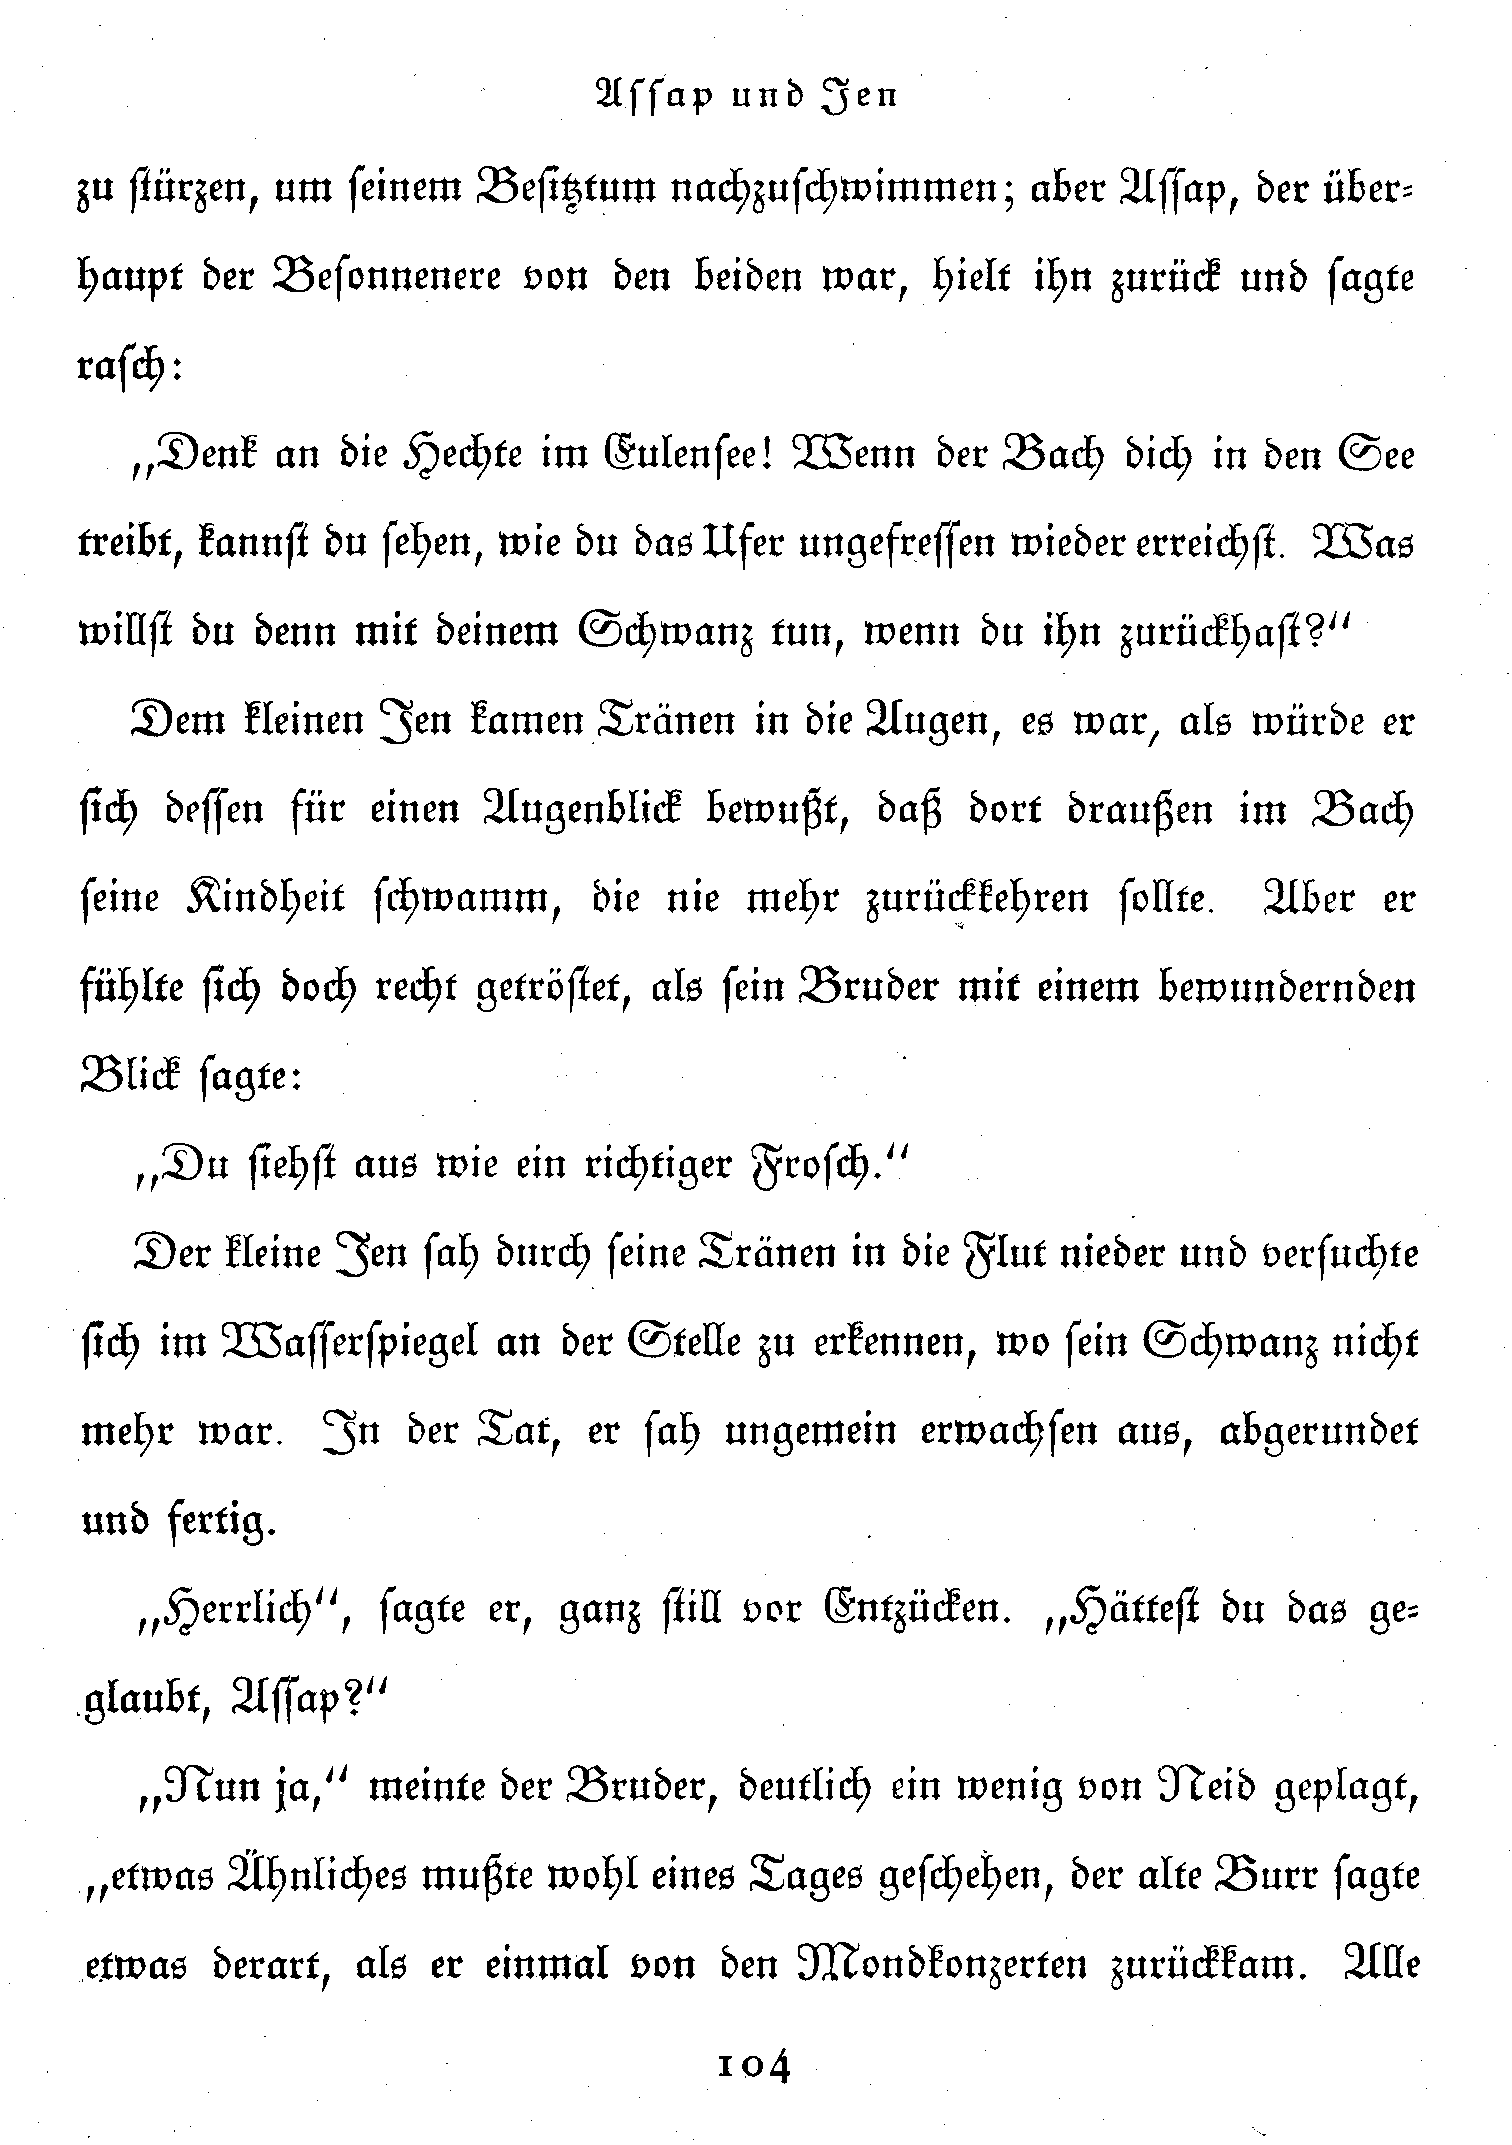 Assap und Jen
zu stürzen, um seinem Besitztum nachzuschwimmen; aber Assap, der über-
haupt der Besonnenere von den beiden war, hielt ihn zurück und sagte
rasch:
„Denk an die Hechte im Eulensee! Wenn der Bach dich in den See
treibt, kannst du sehen, wie du das Ufer ungefressen wieder erreichst. Was
willst du denn mit deinem Schwanz tun, wenn du ihn zurückhast?“
Dem kleinen Jen kamen Tränen in die Augen, es war, als würde er
sich dessen für einen Augenblick bewußt, daß dort draußen im Bach
seine Kindheit schwamm, die nie mehr zurückkehren sollte. Aber er
fühlte sich doch recht getröstet, als sein Bruder mit einem bewundernden
Blick sagte:
„Du siehst aus wie ein richtiger Frosch.“
Der kleine Jen sah durch seine Tränen in die Flut nieder und versuchte
sich im Wasserspiegel an der Stelle zu erkennen, wo sein Schwanz nicht
mehr war. In der Tat, er sah ungemein erwachsen aus, abgerundet
und fertig.
„Herrlich“, sagte er, ganz still vor Entzücken. „Hättest du das ge-
glaubt, Assap?“
„Nun ja,“ meinte der Bruder, deutlich ein wenig von Neid geplagt,
„etwas Ähnliches mußte wohl eines Tages geschehen, der alte Burr sagte
etwas derart, als er einmal von den Mondkonzerten zurückkam. Alle
104